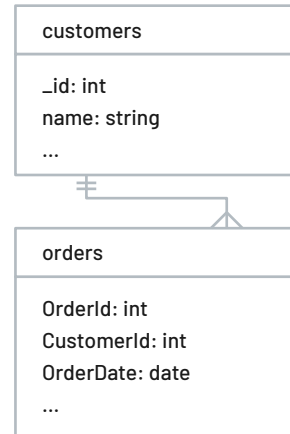 customers
_id: int
name: string
...
orders
OrderId: int
CustomerId: int
OrderDate: date
...